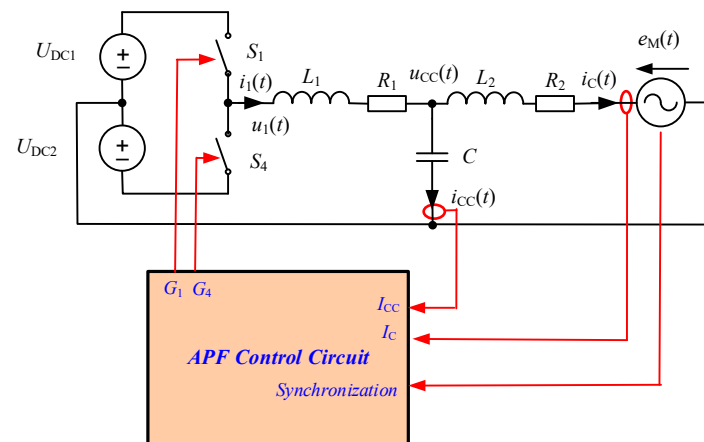 U_DC1
S_1
e_M(t)
i_1(t)
L_1
R_1
u_CC(t)
L_2
R_2
i_C(t)
u_1(t)
U_DC2
S_4
C
i_CC(t)
G_1 G_4
I_CC
I_C
APF Control Circuit
Synchronization